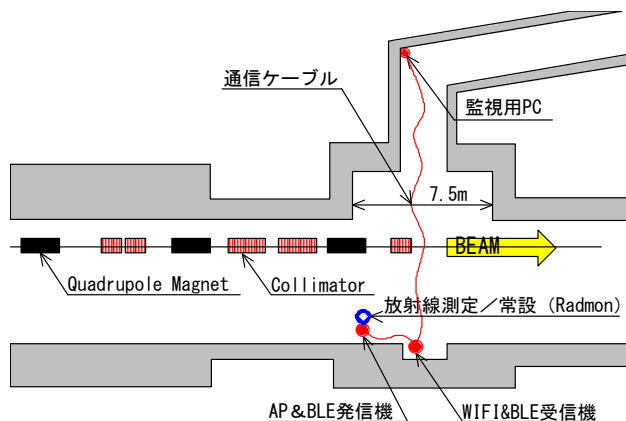 通信ケーブル
監視用PC
7.5m
BEAM
Quadrupole Magnet
Collimator
放射線測定／常設 (Radmon)
AP＆BLE発信機
WIFI&BLE受信機